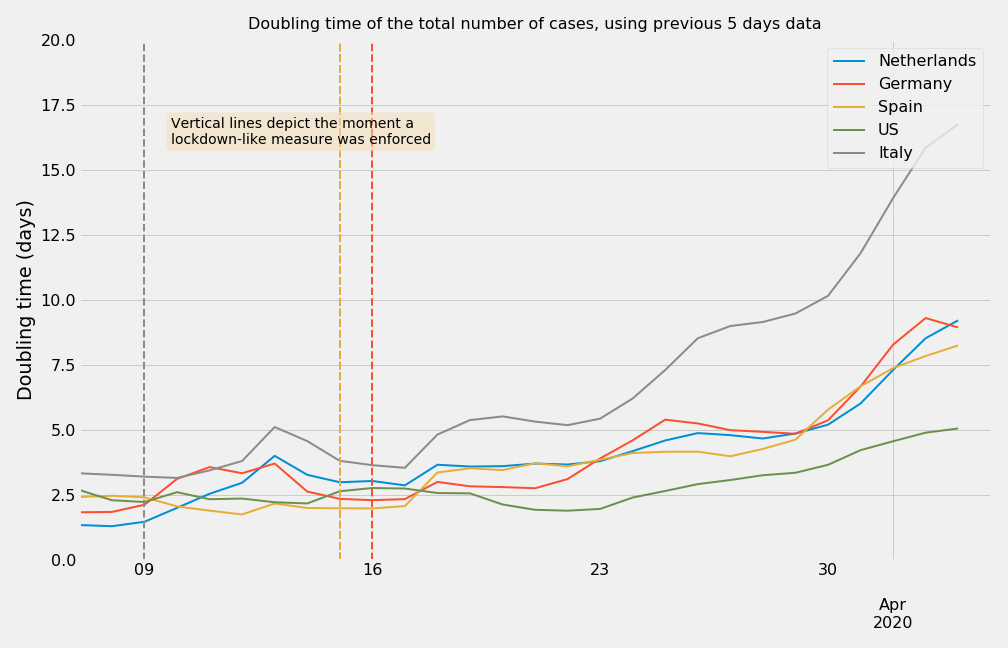 Doubling time of the total number of cases, using previous 5 days data
20.0
17.5
15.0
12.5
10.0
7.5
5.0
2.5
0.0
Doubling time (days)
Vertical lines depict the moment a
lockdown-like measure was enforced
Netherlands
Germany
Spain
US
Italy
09
16
23
30
Apr
2020